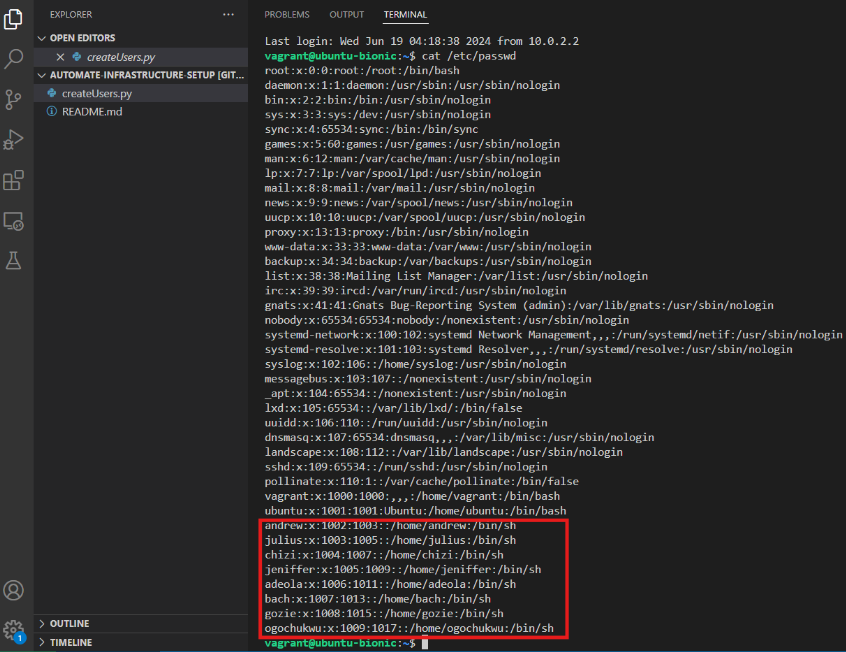 EXPLORER
···
OPEN EDITORS
createUsers.py
AUTOMATE-INFRASTRUCTURE-SETUP [GIT...
createUsers.py
README.md
OUTLINE
TIMELINE
1
PROBLEMS OUTPUT TERMINAL
Last login: Wed Jun 19 04:18:38 2024 from 10.0.2.2
vagrant@ubuntu-bionic:~$ cat /etc/passwd
root:x:0:0:root:/root:/bin/bash
daemon:x:1:1:daemon:/usr/sbin:/usr/sbin/nologin
bin:x:2:2:bin:/bin:/usr/sbin/nologin
sys:x:3:3:sys:/dev:/usr/sbin/nologin
sync:x:4:65534:sync:/bin:/bin/sync
games:x:5:60:games:/usr/games:/usr/sbin/nologin
man:x:6:12:man:/var/cache/man:/usr/sbin/nologin
lp:x:7:7:lp:/var/spool/lpd:/usr/sbin/nologin
mail:x:8:8:mail:/var/mail:/usr/sbin/nologin
news:x:9:9:news:/var/spool/news:/usr/sbin/nologin
uucp:x:10:10:uucp:/var/spool/uucp:/usr/sbin/nologin
proxy:x:13:13:proxy:/bin:/usr/sbin/nologin
www-data:x:33:33:www-data:/var/www:/usr/sbin/nologin
backup:x:34:34:backup:/var/backups:/usr/sbin/nologin
list:x:38:38:Mailing List Manager:/var/list:/usr/sbin/nologin
irc:x:39:39:ircd:/var/run/ircd:/usr/sbin/nologin
gnats:x:41:41:Gnats Bug-Reporting System (admin):/var/lib/gnats:/usr/sbin/nologin
nobody:x:65534:65534:nobody:/nonexistent:/usr/sbin/nologin
systemd-network:x:100:102:systemd Network Management,,,:/run/systemd/netif:/usr/sbin/nologin
systemd-resolve:x:101:103:systemd Resolver,,,:/run/systemd/resolve:/usr/sbin/nologin
syslog:x:102:106::/home/syslog:/usr/sbin/nologin
messagebus:x:103:107::/nonexistent:/usr/sbin/nologin
_apt:x:104:65534::/nonexistent:/usr/sbin/nologin
lxd:x:105:65534::/var/lib/lxd/:/bin/false
uuidd:x:106:110::/run/uuidd:/usr/sbin/nologin
dnsmasq:x:107:65534:dnsmasq,,,:/var/lib/misc:/usr/sbin/nologin
landscape:x:108:112::/var/lib/landscape:/usr/sbin/nologin
sshd:x:109:65534::/run/sshd:/usr/sbin/nologin
pollinate:x:110:1::/var/cache/pollinate:/bin/false
vagrant:x:1000:1000:,,,:/home/vagrant:/bin/bash
ubuntu:x:1001:1001:Ubuntu:/home/ubuntu:/bin/bash
andrew:x:1002:1003::/home/andrew:/bin/sh
julius:x:1003:1005::/home/julius:/bin/sh
chizi:x:1004:1007::/home/chizi:/bin/sh
jeniffer:x:1005:1009::/home/jeniffer:/bin/sh
adeola:x:1006:1011::/home/adeola:/bin/sh
bach:x:1007:1013::/home/bach:/bin/sh
gozie:x:1008:1015::/home/gozie:/bin/sh
ogochukwu:x:1009:1017::/home/ogochukwu:/bin/sh
vagrant@ubuntu-bionic:~$